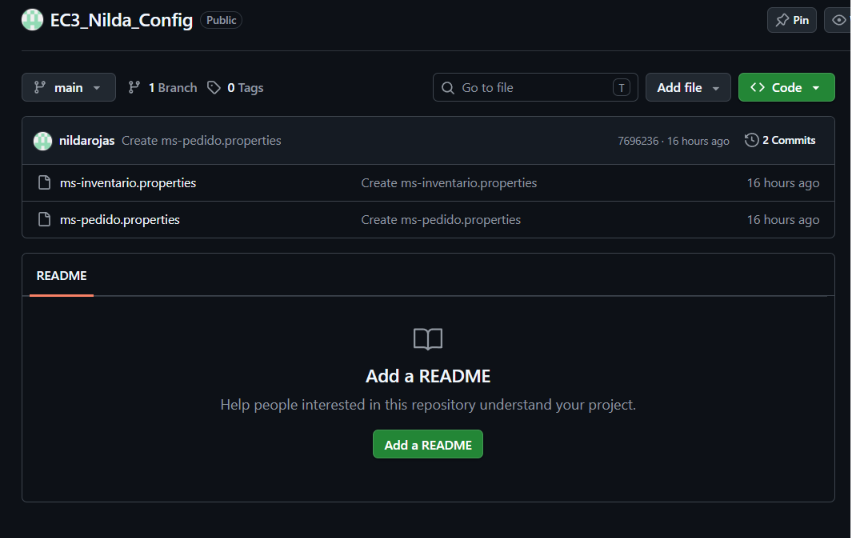 EC3_Nilda_Config Public Pin
main 1 Branch 0 Tags Go to file T Add file Code
nildarojas Create ms-pedido.properties 7696236 · 16 hours ago 2 Commits
ms-inventario.properties Create ms-inventario.properties 16 hours ago
ms-pedido.properties Create ms-pedido.properties 16 hours ago
README
Add a README
Help people interested in this repository understand your project.
Add a README